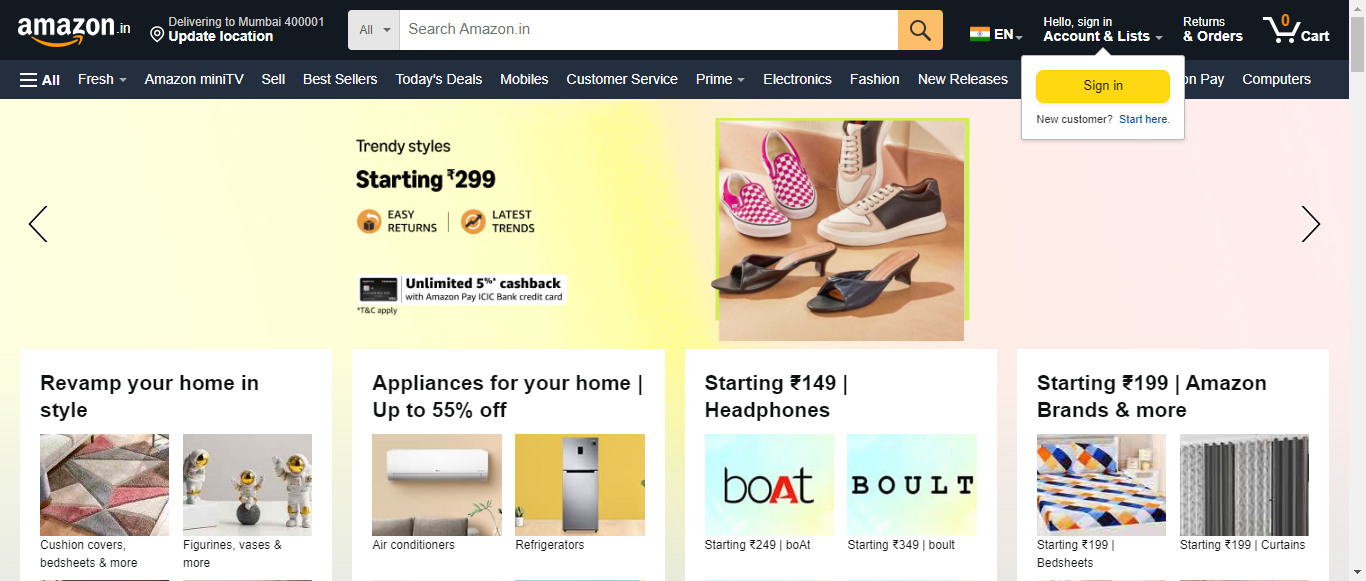 amazon.in
Delivering to Mumbai 400001
Update location
All
Search Amazon.in
EN
Hello, sign in
Account & Lists
Returns
& Orders
0
Cart
All
Fresh
Amazon miniTV
Sell
Best Sellers
Today's Deals
Mobiles
Customer Service
Prime
Electronics
Fashion
New Releases
on Pay
Computers
Sign in
New customer? Start here.
Trendy styles
Starting ₹299
EASY
RETURNS
LATEST
TRENDS
Unlimited 5%* cashback
with Amazon Pay ICIC Bank credit card
*T&C apply
Revamp your home in
style
Cushion covers,
bedsheets & more
Figurines, vases &
more
Appliances for your home |
Up to 55% off
Air conditioners
Refrigerators
Starting ₹149 |
Headphones
boAt
BOULT
Starting ₹249 | boAt
Starting ₹349 | boult
Starting ₹199 | Amazon
Brands & more
Starting ₹199 |
Bedsheets
Starting ₹199 | Curtains